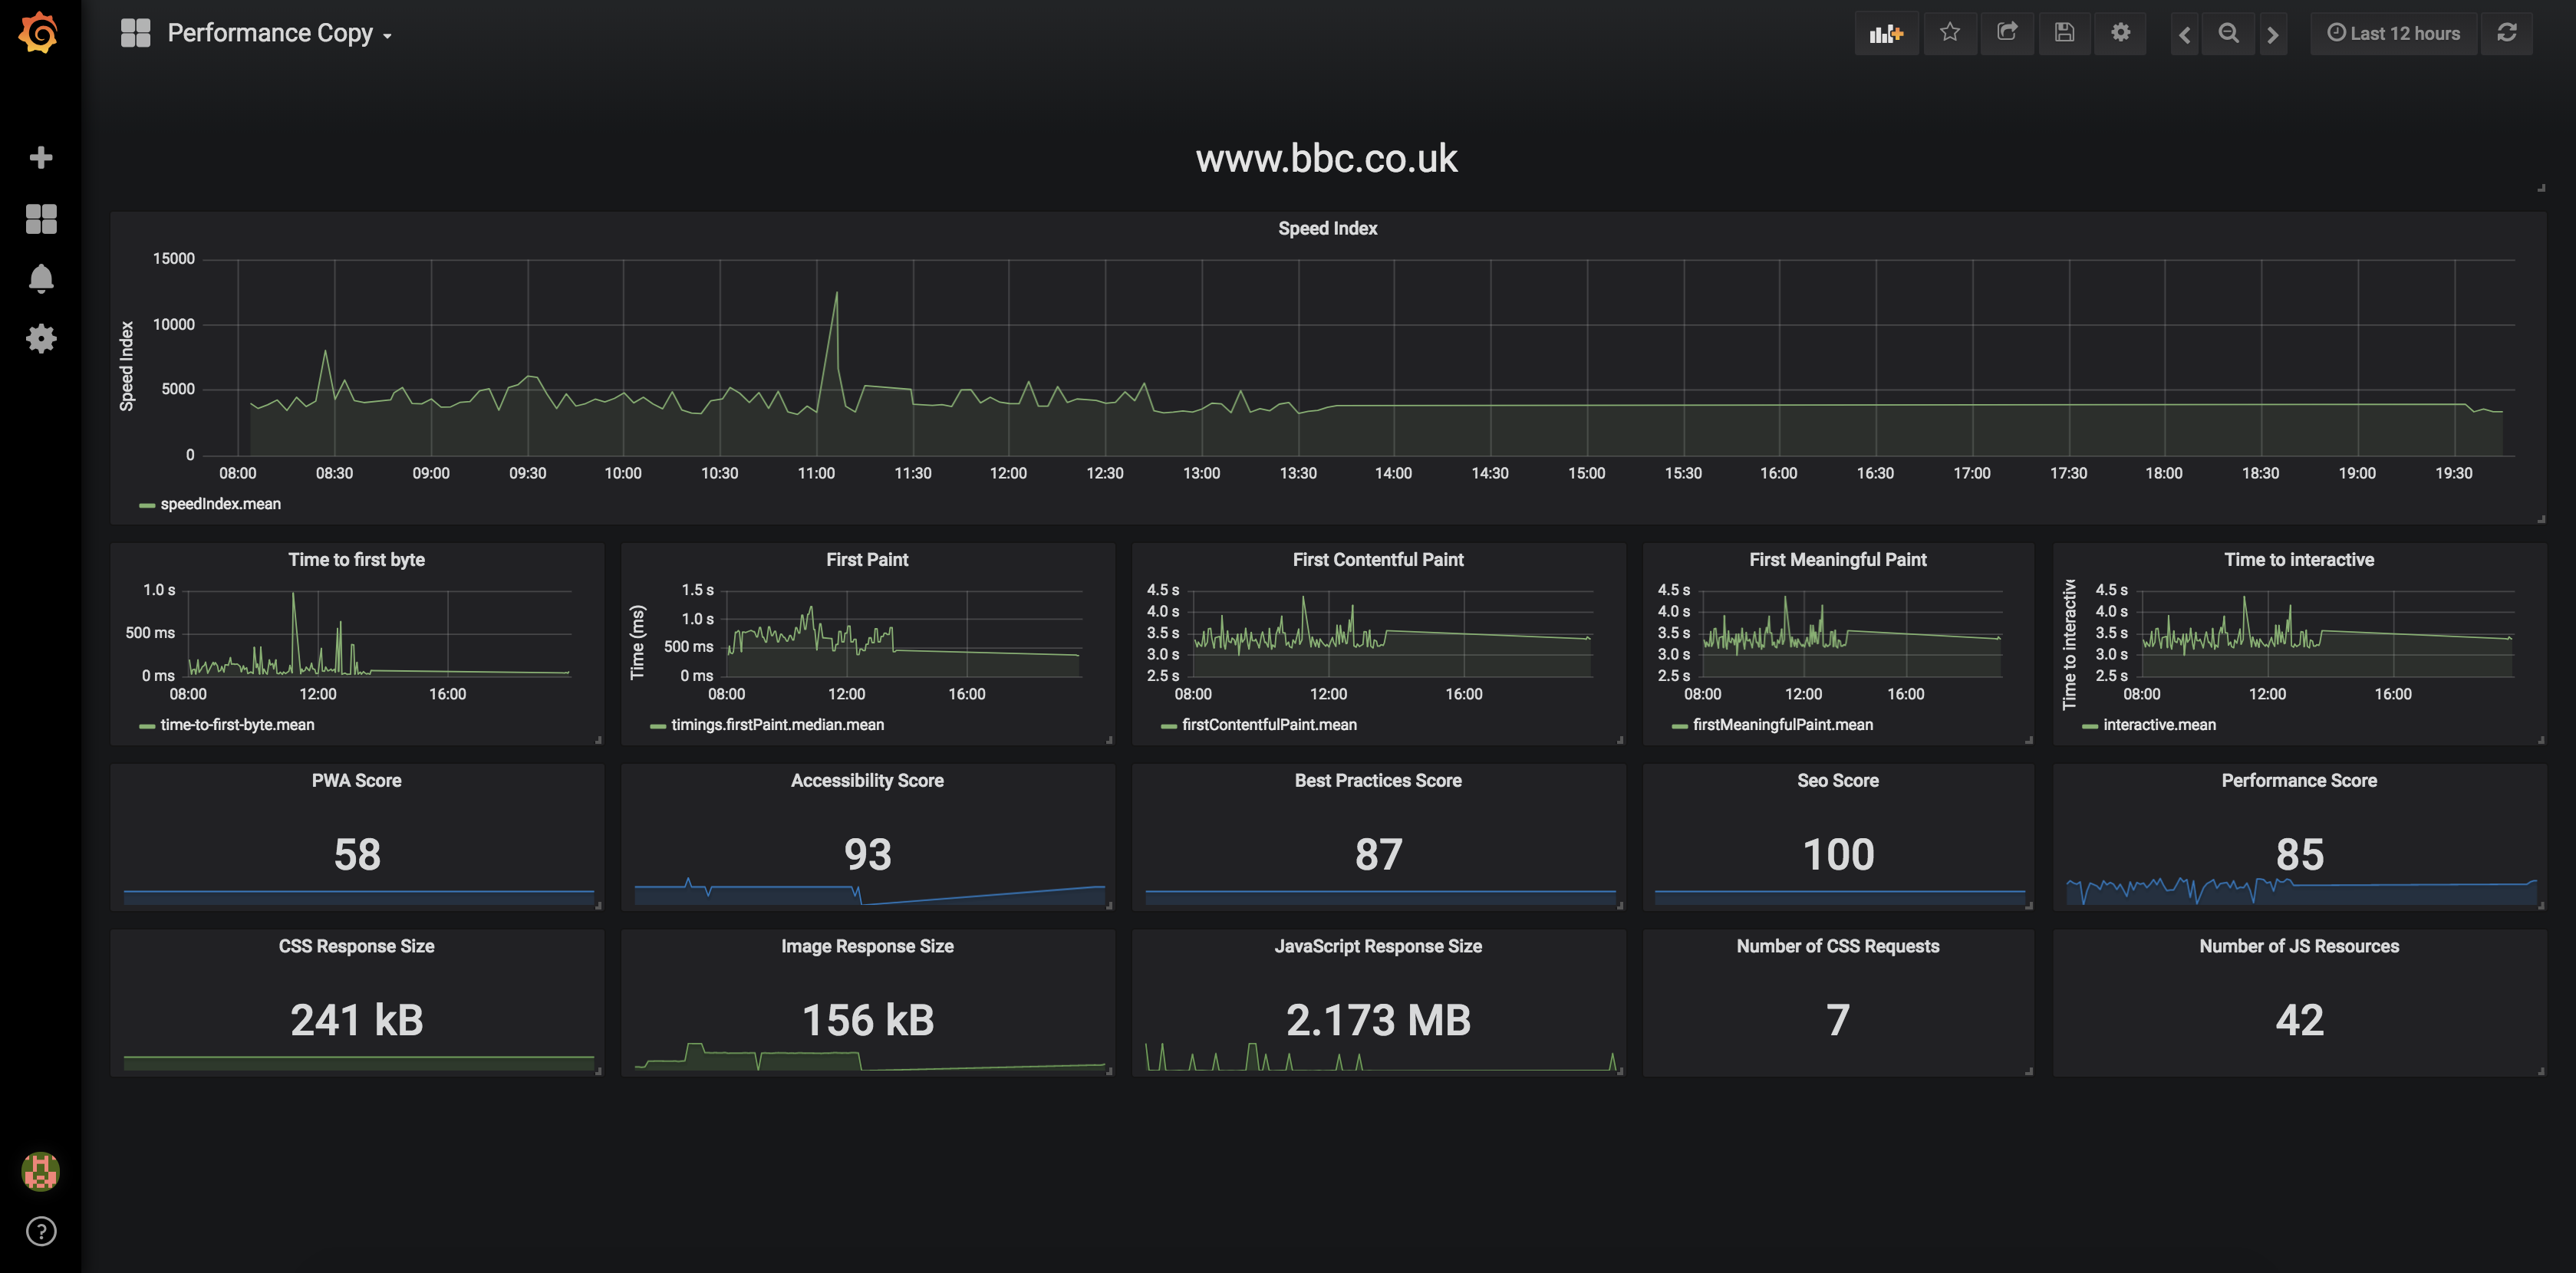 Performance Copy
Last 12 hours
www.bbc.co.uk
Speed Index
Speed Index
15000
10000
5000
0
08:00 08:30 09:00 09:30 10:00 10:30 11:00 11:30 12:00 12:30 13:00 13:30 14:00 14:30 15:00 15:30 16:00 16:30 17:00 17:30 18:00 18:30 19:00 19:30
speedIndex.mean
Time to first byte
1.0 s
500 ms
0 ms
08:00 12:00 16:00
time-to-first-byte.mean
First Paint
Time (ms)
1.5 s
1.0 s
500 ms
0 ms
08:00 12:00 16:00
timings.firstPaint.median.mean
First Contentful Paint
4.5 s
4.0 s
3.5 s
3.0 s
2.5 s
08:00 12:00 16:00
firstContentfulPaint.mean
First Meaningful Paint
4.5 s
4.0 s
3.5 s
3.0 s
2.5 s
08:00 12:00 16:00
firstMeaningfulPaint.mean
Time to interactive
Time to interactive
4.5 s
4.0 s
3.5 s
3.0 s
2.5 s
08:00 12:00 16:00
interactive.mean
PWA Score
58
Accessibility Score
93
Best Practices Score
87
Seo Score
100
Performance Score
85
CSS Response Size
241 kB
Image Response Size
156 kB
JavaScript Response Size
2.173 MB
Number of CSS Requests
7
Number of JS Resources
42